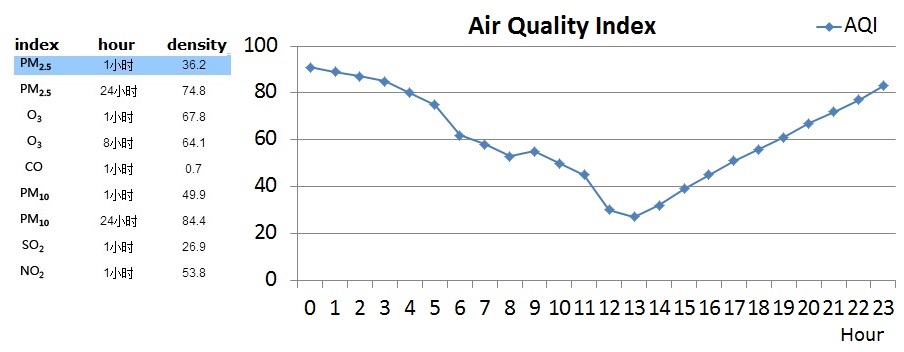 Air Quality Index
AQI
index hour density
PM2.5 1小时 36.2
PM2.5 24小时 74.8
O3 1小时 67.8
O3 8小时 64.1
CO 1小时 0.7
PM10 1小时 49.9
PM10 24小时 84.4
SO2 1小时 26.9
NO2 1小时 53.8
100
80
60
40
20
0
0 1 2 3 4 5 6 7 8 9 10 11 12 13 14 15 16 17 18 19 20 21 22 23
Hour